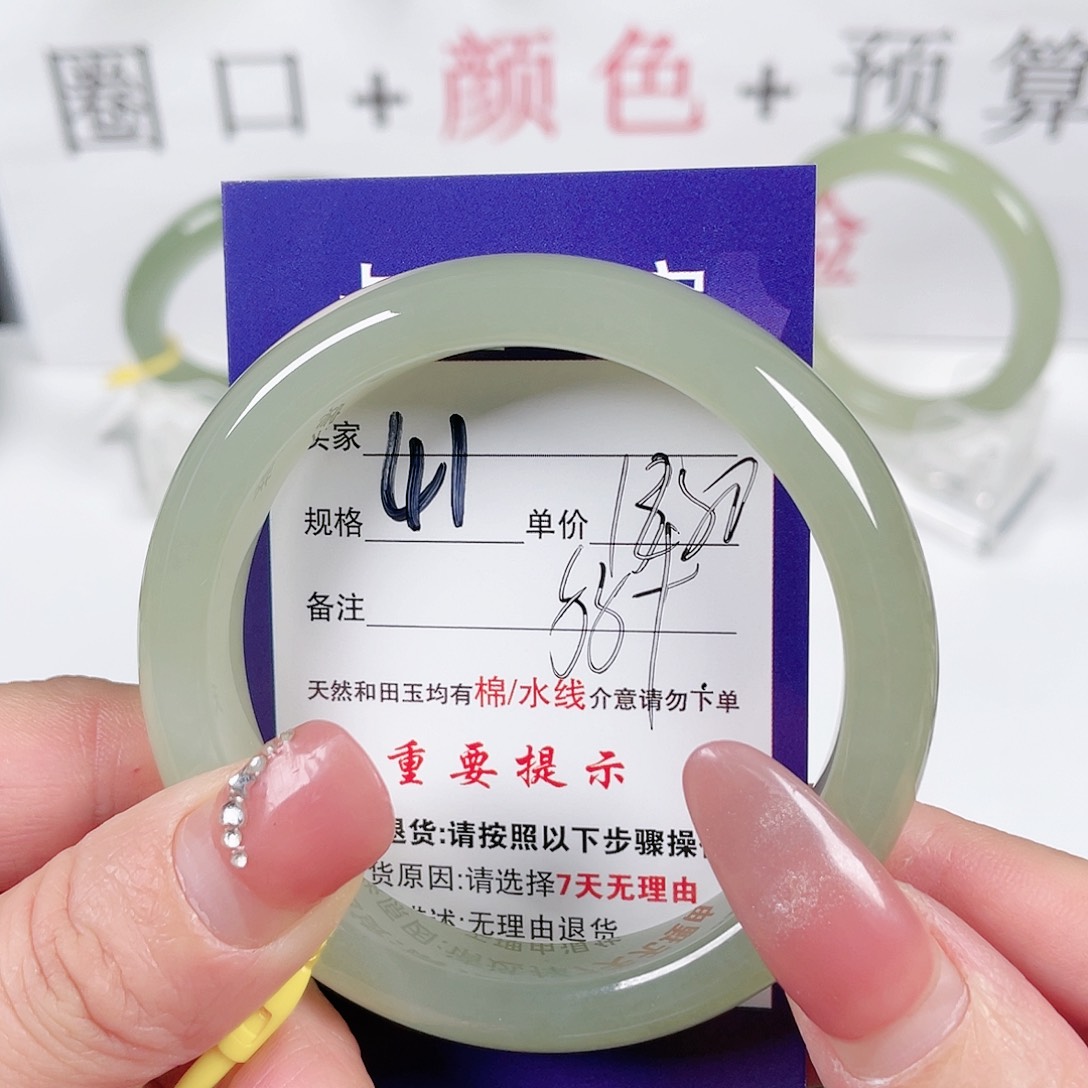 圈口+颜色+预算
卖家
41
规格 单价
备注
天然和田玉均有棉/水线介意请勿下单
重要提示
退货:请按照以下步骤操
货原因:请选择7天无理由
述:无理由退货